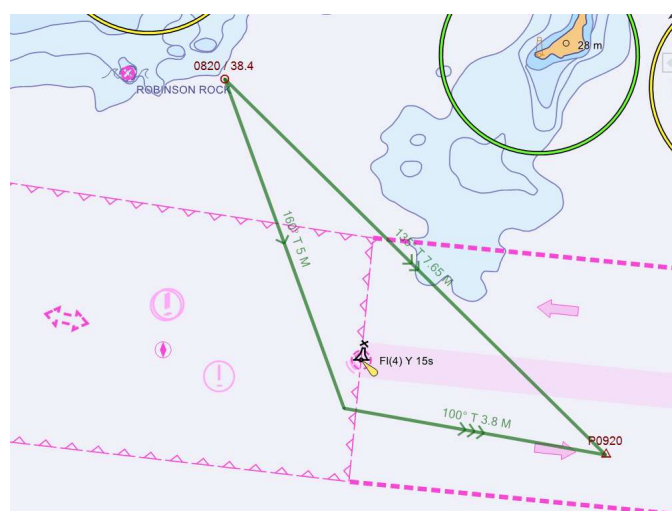 0820 / 38.4
28 m
ROBINSON ROCK
160° T 5 M
135° T 7.65 M
Fl(4) Y 15s
100° T 3.8 M
P0920